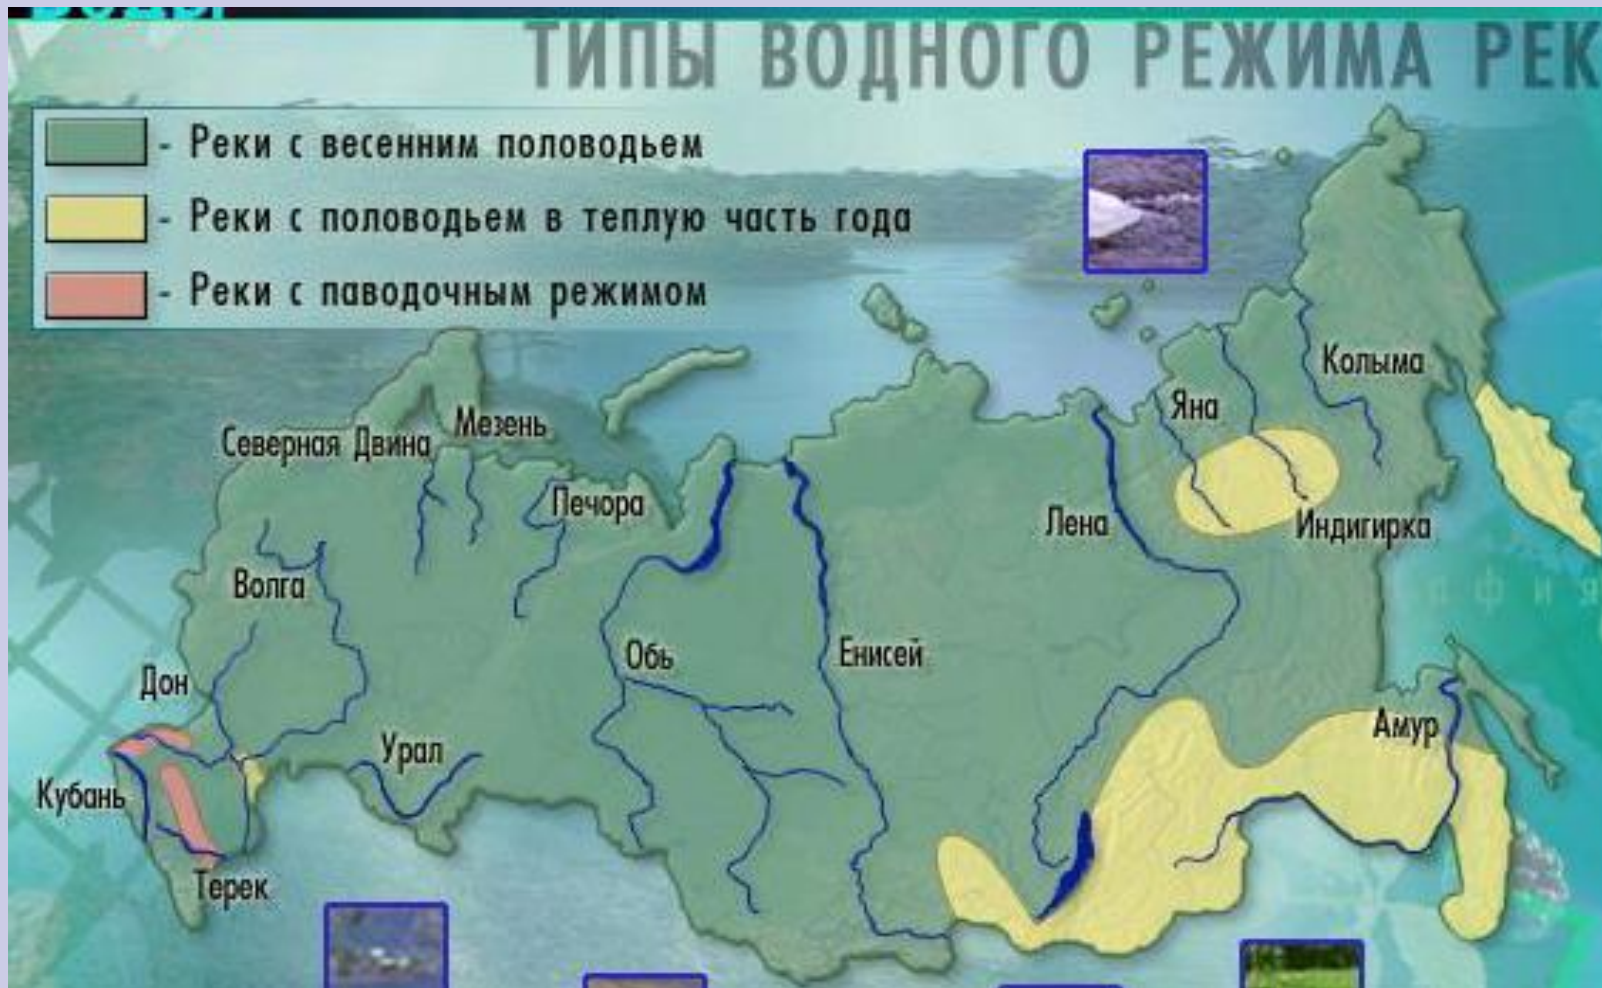 ТИПЫ ВОДНОГО РЕЖИМА РЕК
- Реки с весенним половодьем
- Реки с половодьем в теплую часть года
- Реки с паводочным режимом
Колыма
Яна
Мезень
Северная Двина
Печора
Лена
Индигирка
Волга
Обь
Енисей
Дон
Амур
Урал
Кубань
Терек